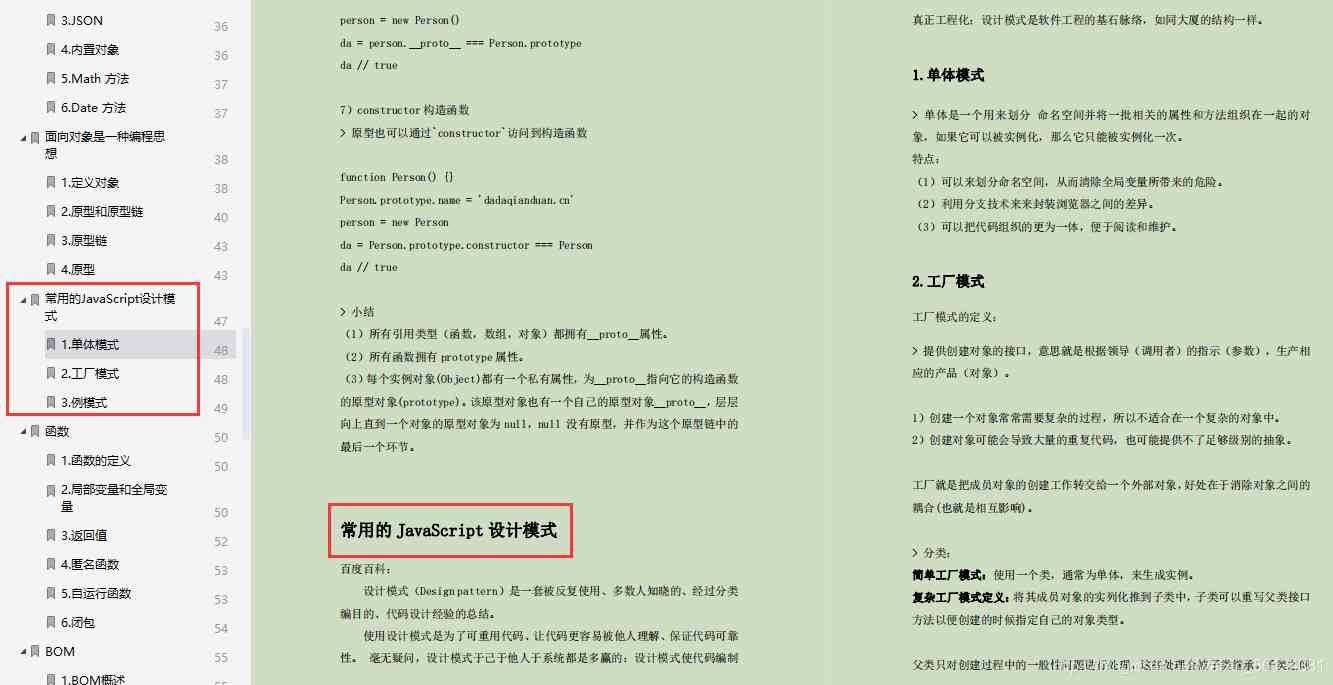 3.JSON
36
4.内置对象
36
5.Math 方法
37
6.Date 方法
37
面向对象是一种编程思
想
38
1.定义对象
38
2.原型和原型链
40
3.原型链
43
4.原型
43
常用的JavaScript设计模
式
47
1.单体模式
48
2.工厂模式
48
3.例模式
49
函数
50
1.函数的定义
50
2.局部变量和全局变
量
50
3.返回值
52
4.匿名函数
53
5.自运行函数
53
6.闭包
54
BOM
55
1.BOM概述
person = new Person()
da = person.__proto__ === Person.prototype
da // true
7）constructor 构造函数
> 原型也可以通过`constructor`访问到构造函数
function Person() {}
Person.prototype.name = 'dadaqianduan.cn'
person = new Person
da = Person.prototype.constructor === Person
da // true
> 小结
（1）所有引用类型（函数，数组，对象）都拥有__proto__属性。
（2）所有函数拥有 prototype 属性。
（3）每个实例对象(Object)都有一个私有属性，为__proto__指向它的构造函数
的原型对象(prototype)。该原型对象也有一个自己的原型对象__proto__，层层
向上直到一个对象的原型对象为 null，null 没有原型，并作为这个原型链中的
最后一个环节。
常用的 JavaScript 设计模式
百度百科：
设计模式（Design pattern）是一套被反复使用、多数人知晓的、经过分类
编目的、代码设计经验的总结。
使用设计模式是为了可重用代码、让代码更容易被他人理解、保证代码可靠
性。 毫无疑问，设计模式于己于他人于系统都是多赢的；设计模式使代码编制
真正工程化；设计模式是软件工程的基石脉络，如同大厦的结构一样。
1. 单体模式
> 单体是一个用来划分 命名空间并将一批相关的属性和方法组织在一起的对
象，如果它可以被实例化，那么它只能被实例化一次。
特点：
（1）可以来划分命名空间，从而清除全局变量所带来的危险。
（2）利用分支技术来来封装浏览器之间的差异。
（3）可以把代码组织的更为一体，便于阅读和维护。
2. 工厂模式
工厂模式的定义：
> 提供创建对象的接口，意思就是根据领导（调用者）的指示（参数），生产相
应的产品（对象）。
1）创建一个对象常常需要复杂的过程，所以不适合在一个复杂的对象中。
2）创建对象可能会导致大量的重复代码，也可能提供不了足够级别的抽象。
工厂就是把成员对象的创建工作转交给一个外部对象，好处在于消除对象之间的
耦合(也就是相互影响)。
> 分类：
简单工厂模式：使用一个类，通常为单体，来生成实例。
复杂工厂模式定义：将其成员对象的实列化推到子类中，子类可以重写父类接口
方法以便创建的时候指定自己的对象类型。
父类只对创建过程中的一般性问题进行处理，这些处理会被子类继承，子类之间